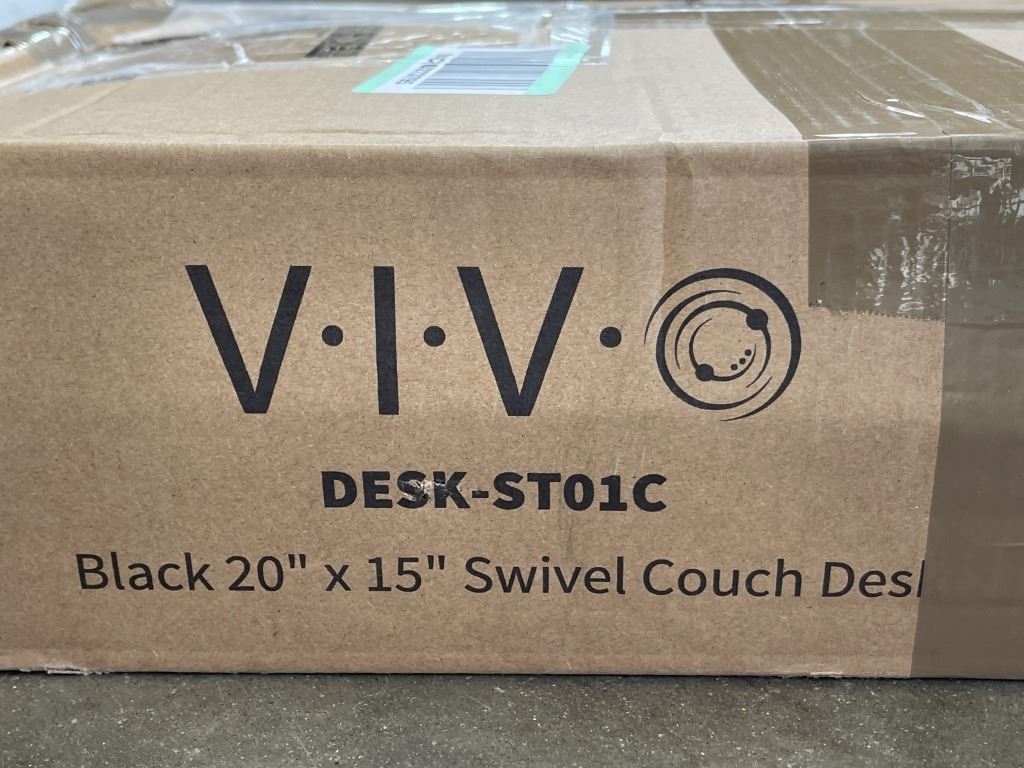 V·I·V·O
DESK-ST01C
Black 20" x 15" Swivel Couch Des